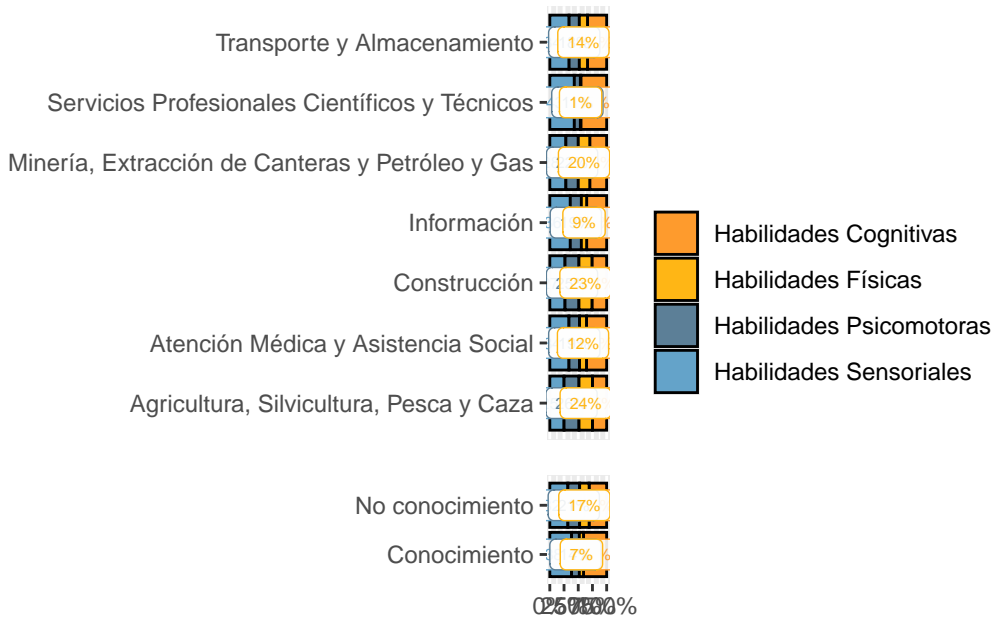 Transporte y Almacenamiento
14%
Servicios Profesionales Científicos y Técnicos
1%
Minería, Extracción de Canteras y Petróleo y Gas
20%
Información
9%
Construcción
23%
Atención Médica y Asistencia Social
12%
Agricultura, Silvicultura, Pesca y Caza
24%
No conocimiento
17%
Conocimiento
7%
Habilidades Cognitivas
Habilidades Físicas
Habilidades Psicomotoras
Habilidades Sensoriales